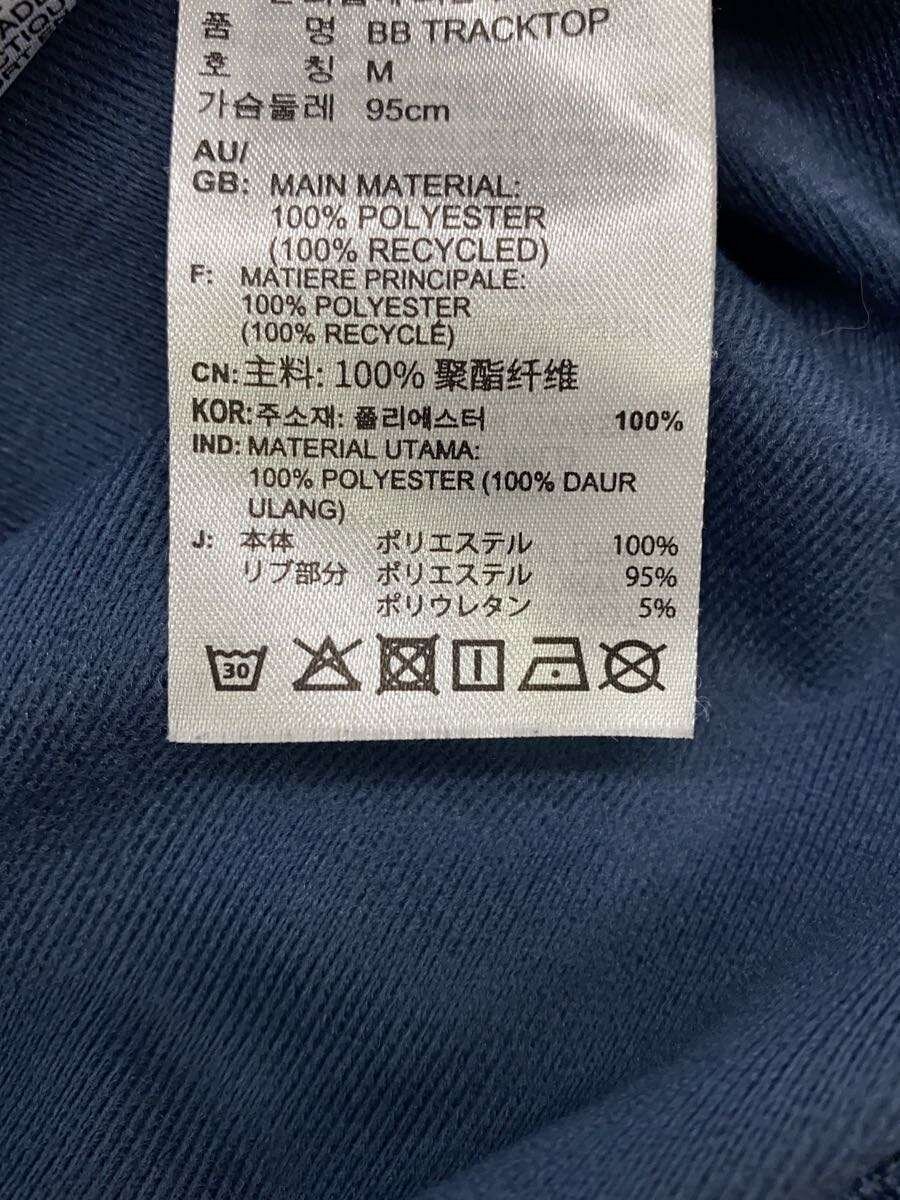 품 명 BB TRACKTOP
호 칭 M
가슴둘레 95cm
AU/
GB: MAIN MATERIAL:
100% POLYESTER
(100% RECYCLED)
F: MATIERE PRINCIPALE:
100% POLYESTER
(100% RECYCLÉ)
CN: 主料: 100% 聚酯纤维
KOR: 주소재: 폴리에스터 100%
IND: MATERIAL UTAMA:
100% POLYESTER (100% DAUR
ULANG)
J: 本体 ポリエステル 100%
リブ部分 ポリエステル 95%
ポリウレタン 5%
30